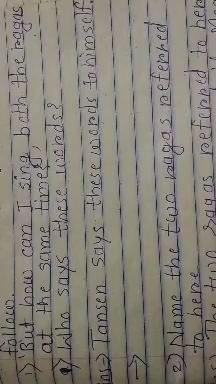 follow.
1) 'But how can I sing both the ragas
at the same time?',
1) Who says these words?
Ans→ Tansen says these words to himself.
→
2) Name the two ragas referred
to here.
The two ragas referred to here